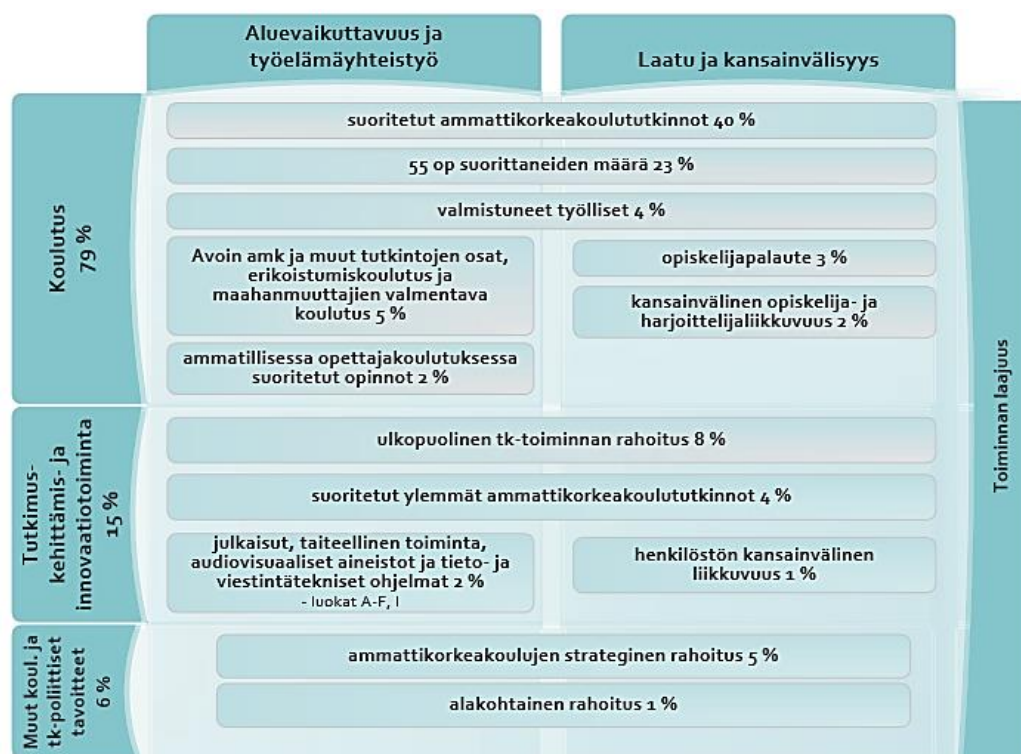 Aluevaikuttavuus ja
työelämäyhteistyö
Laatu ja kansainvälisyys
Koulutus
79 %
suoritetut ammattikorkeakoulututkinnot 40 %
55 op suorittaneiden määrä 23 %
valmistuneet työlliset 4 %
Avoin amk ja muut tutkintojen osat,
erikoistumiskoulutus ja
maahanmuuttajien valmentava
koulutus 5 %
opiskelijapalaute 3 %
kansainvälinen opiskelija- ja
harjoittelijaliikkuvuus 2 %
ammatillisessa opettajakoulutuksessa
suoritetut opinnot 2 %
Tutkimus-
kehittämis- ja
innovaatiotoiminta
15 %
ulkopuolinen tk-toiminnan rahoitus 8 %
suoritetut ylemmät ammattikorkeakoulututkinnot 4 %
julkaisut, taiteellinen toiminta,
audiovisuaaliset aineistot ja tieto- ja
viestintätekniset ohjelmat 2 %
- luokat A-F, I
henkilöstön kansainvälinen
liikkuvuus 1 %
Muut koul. ja
tk-poliittiset
tavoitteet
6 %
ammattikorkeakoulujen strateginen rahoitus 5 %
alakohtainen rahoitus 1 %
Toiminnan laajuus